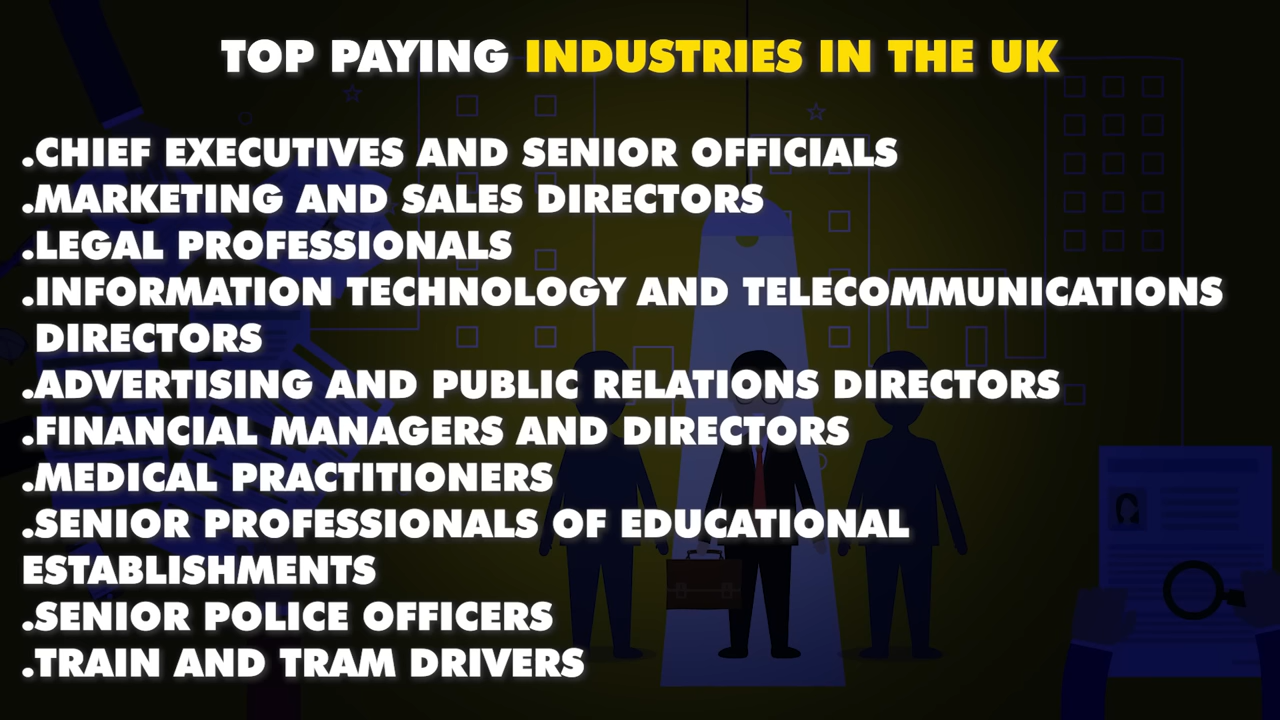 TOP PAYING INDUSTRIES IN THE UK
.CHIEF EXECUTIVES AND SENIOR OFFICIALS
.MARKETING AND SALES DIRECTORS
.LEGAL PROFESSIONALS
.INFORMATION TECHNOLOGY AND TELECOMMUNICATIONS
DIRECTORS
.ADVERTISING AND PUBLIC RELATIONS DIRECTORS
.FINANCIAL MANAGERS AND DIRECTORS
.MEDICAL PRACTITIONERS
.SENIOR PROFESSIONALS OF EDUCATIONAL
ESTABLISHMENTS
.SENIOR POLICE OFFICERS
.TRAIN AND TRAM DRIVERS